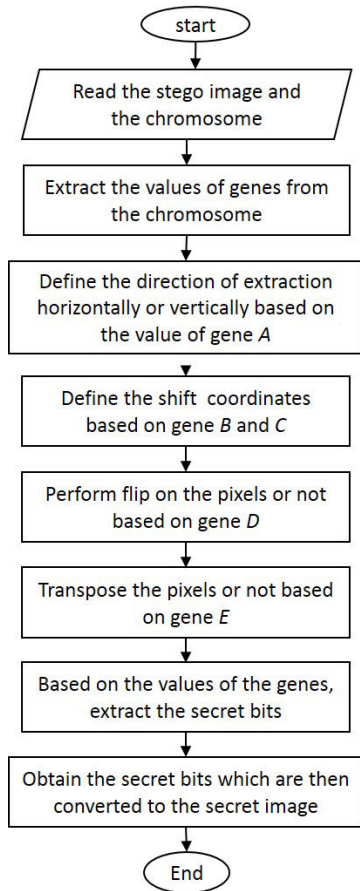 start
Read the stego image and
the chromosome
Extract the values of genes from
the chromosome
Define the direction of extraction
horizontally or vertically based on
the value of gene A
Define the shift coordinates
based on gene B and C
Perform flip on the pixels or not
based on gene D
Transpose the pixels or not based
on gene E
Based on the values of the genes,
extract the secret bits
Obtain the secret bits which are then
converted to the secret image
End